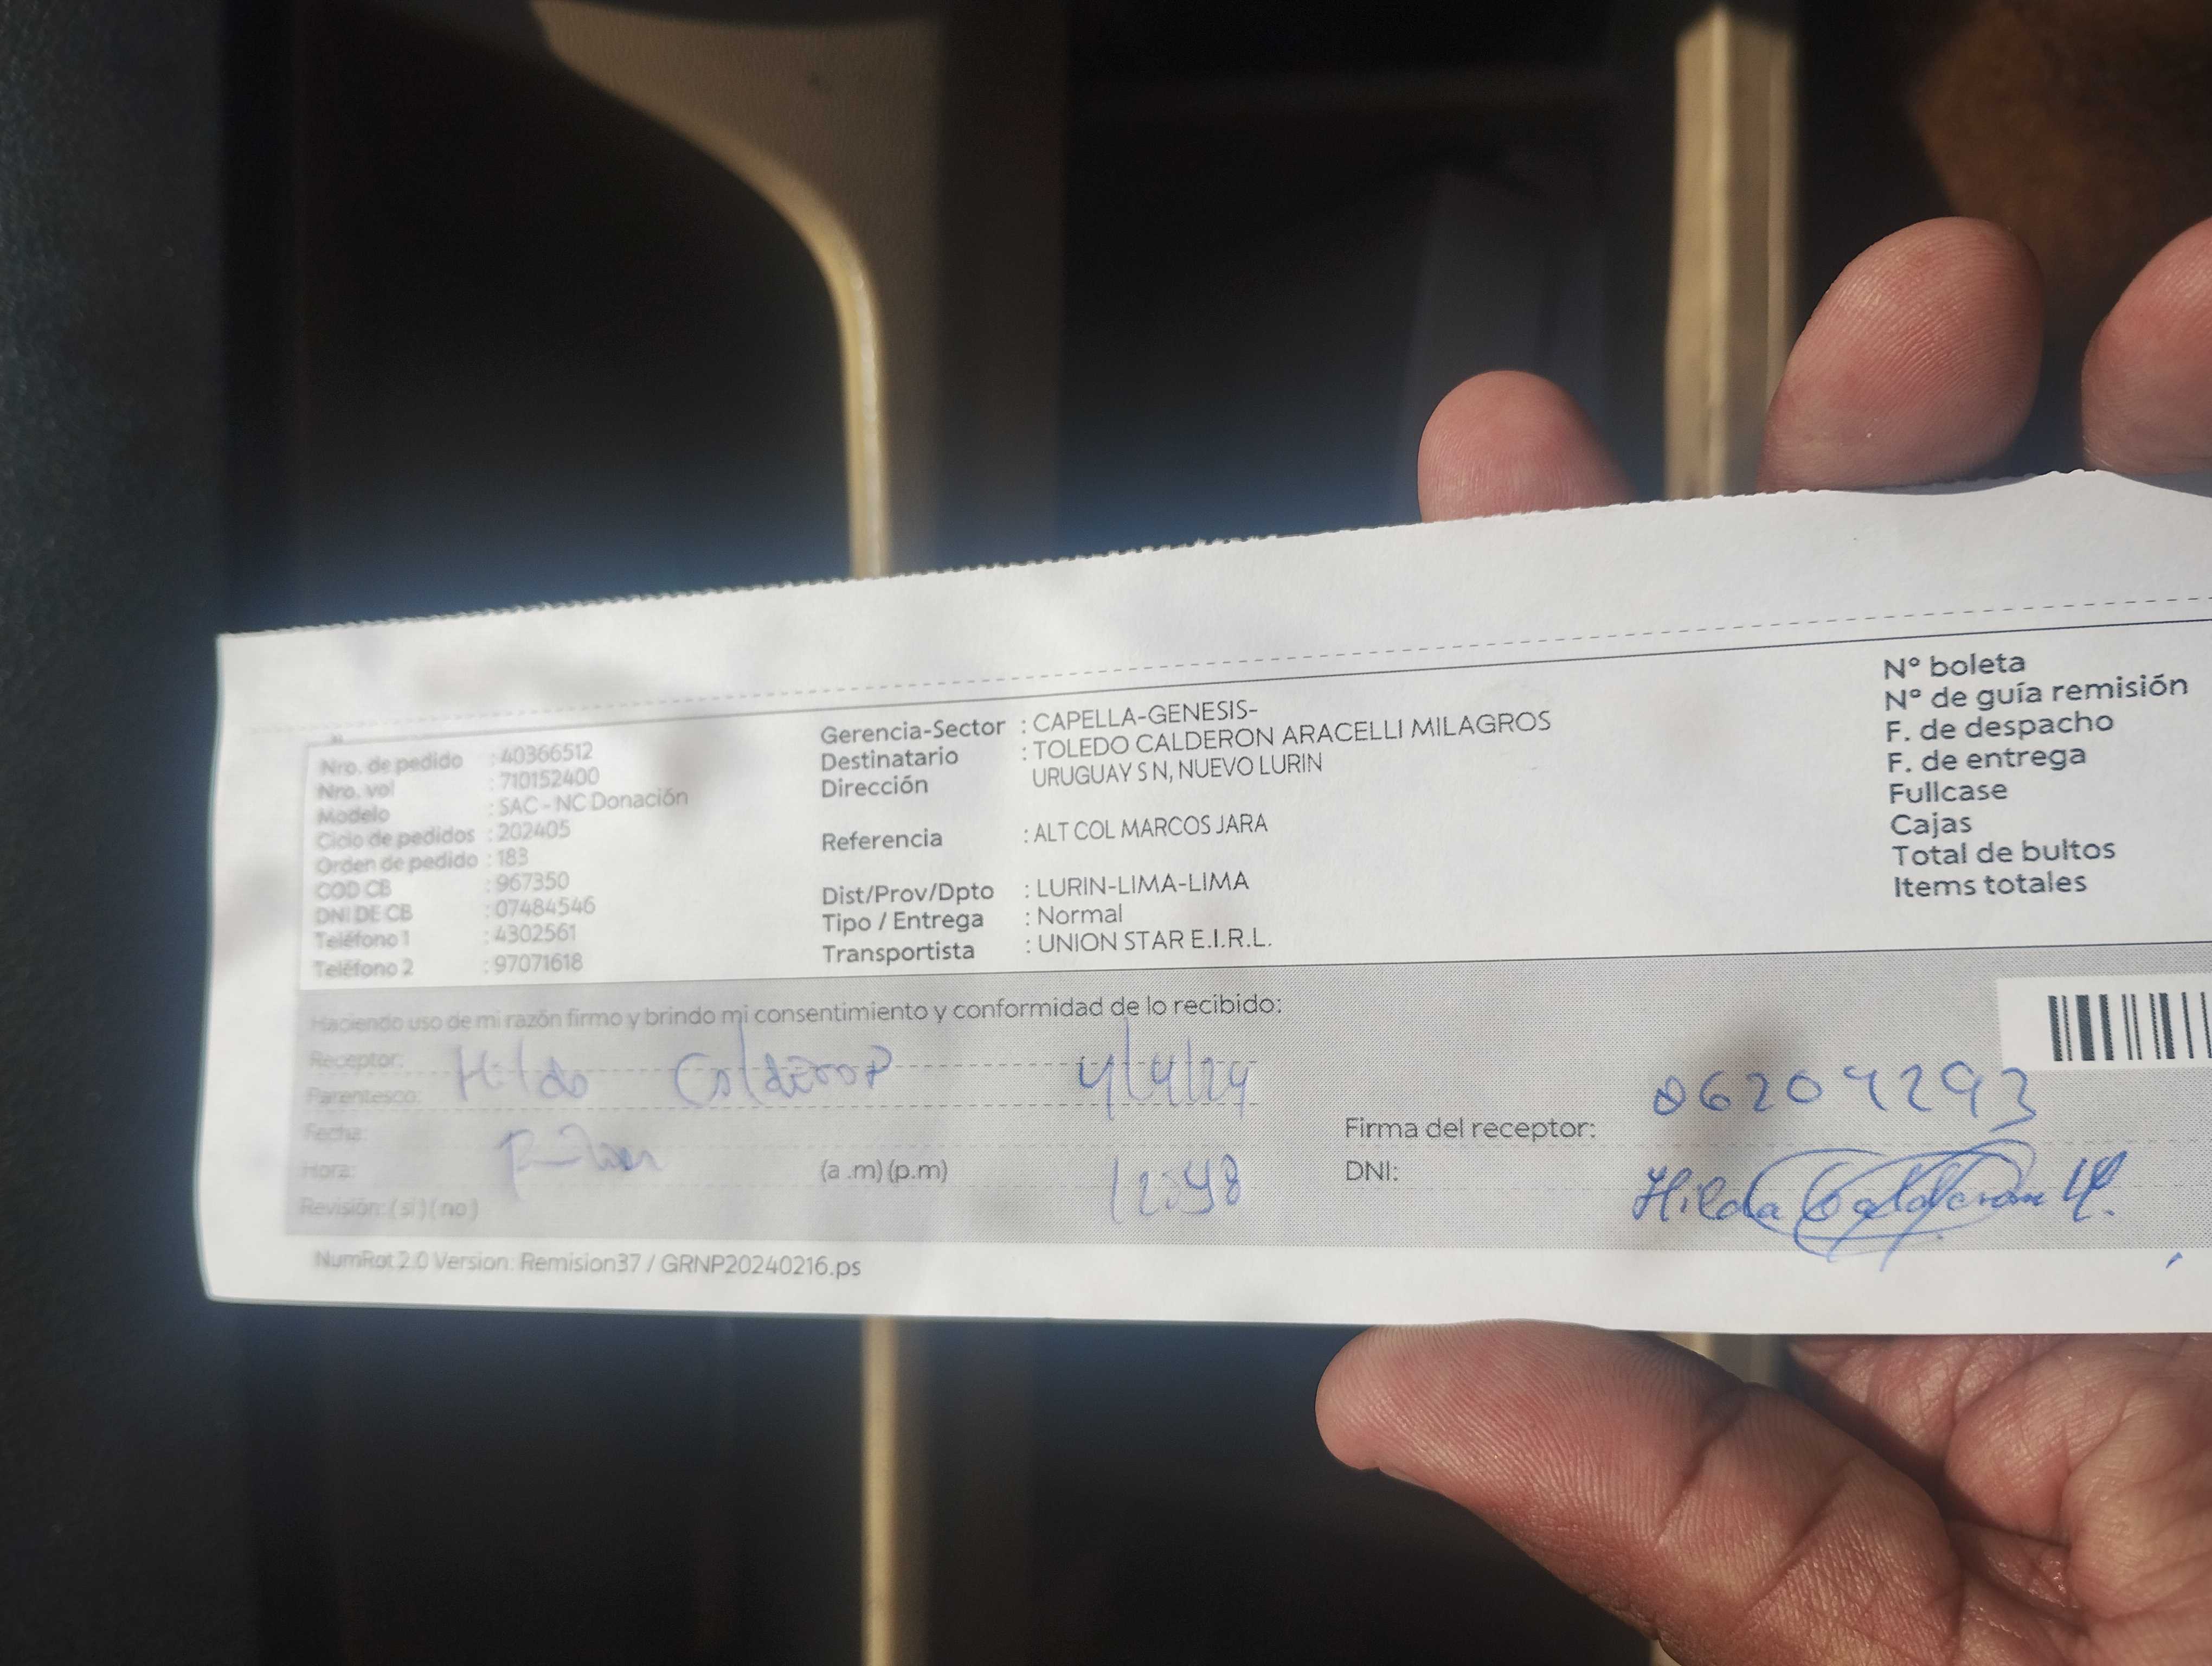 Nro. de pedido : 40366512
Nro. vol : 710152400
Modelo : SAC - NC Donación
Ciclo de pedidos : 202405
Orden de pedido : 183
COD CB : 967350
DNI DE CB : 07484546
Teléfono 1 : 4302561
Teléfono 2 : 97071618
Gerencia-Sector : CAPELLA-GENESIS-
Destinatario : TOLEDO CALDERON ARACELLI MILAGROS
Dirección URUGUAY S N, NUEVO LURIN
Referencia : ALT COL MARCOS JARA
Dist/Prov/Dpto : LURIN-LIMA-LIMA
Tipo / Entrega : Normal
Transportista : UNION STAR E.I.R.L.
N° boleta
N° de guía remisión
F. de despacho
F. de entrega
Fullcase
Cajas
Total de bultos
Items totales
Haciendo uso de mi razón firmo y brindo mi consentimiento y conformidad de lo recibido:
Receptor: Hilda Calderon 4/4/24
Parentesco:
Fecha:
Hora: (a .m) (p.m) 12:48
Revisión: ( si ) ( no )
06204293
Firma del receptor:
DNI: Hilda Calderon
NumRot 2.0 Version: Remision37 / GRNP20240216.ps